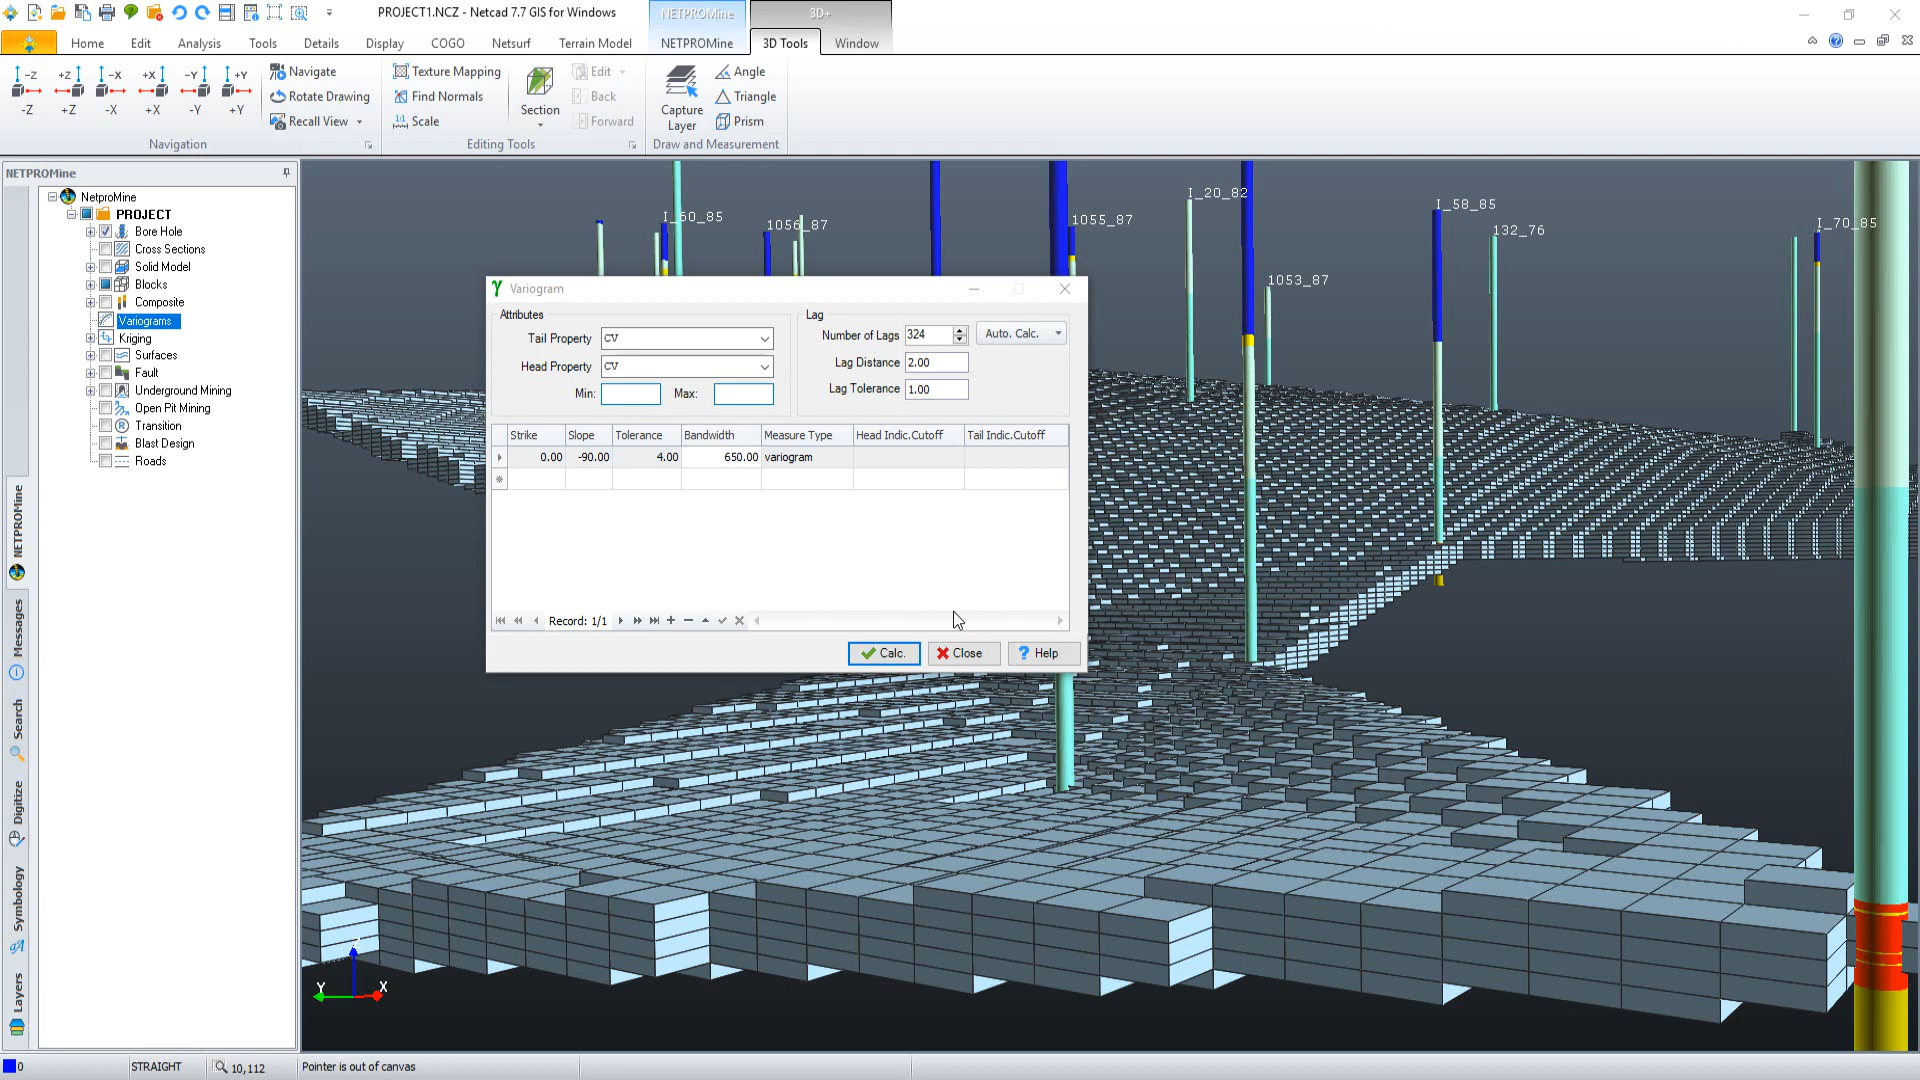 PROJECT1.NCZ - Netcad 7.7 GIS for Windows
NETPROMine
3D+
Home Edit Analysis Tools Details Display COGO Netsurf Terrain Model NETPROMine 3D Tools Window
-Z +Z -X +X -Y +Y
-Z +Z -X +X -Y +Y
Navigate
Rotate Drawing
Recall View
Navigation
Texture Mapping
Find Normals
1:1 Scale
Section
Edit
Back
Forward
Editing Tools
Capture Layer
Angle
Triangle
Prism
Draw and Measurement
NETPROMine
NetproMine
PROJECT
Bore Hole
Cross Sections
Solid Model
Blocks
Composite
Variograms
Kriging
Surfaces
Fault
Underground Mining
Open Pit Mining
Transition
Blast Design
Roads
NETPROMine
Messages
Search
Digitize
Symbology
Layers
I_60_85
1056_87
1055_87
I_20_82
1053_87
I_58_85
132_76
I_70_85
Variogram
Attributes
Tail Property CV
Head Property CV
Min: Max:
Lag
Number of Lags 324 Auto. Calc.
Lag Distance 2.00
Lag Tolerance 1.00
Strike Slope Tolerance Bandwidth Measure Type Head Indic.Cutoff Tail Indic.Cutoff
0.00 -90.00 4.00 650.00 variogram
Record: 1/1
Calc. Close Help
Y X
0 STRAIGHT 10,112 Pointer is out of canvas